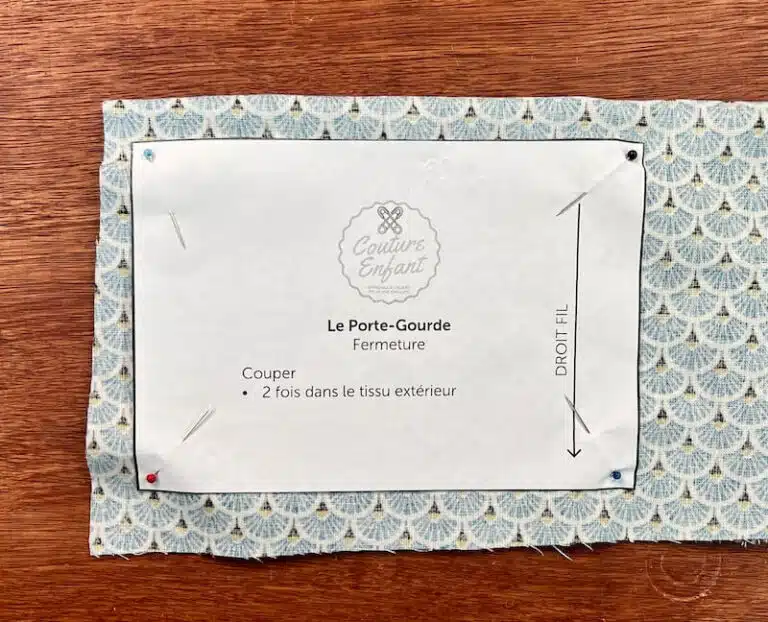 Couture
Enfant
Le Porte-Gourde
Fermeture
Couper
• 2 fois dans le tissu extérieur
DROIT FIL